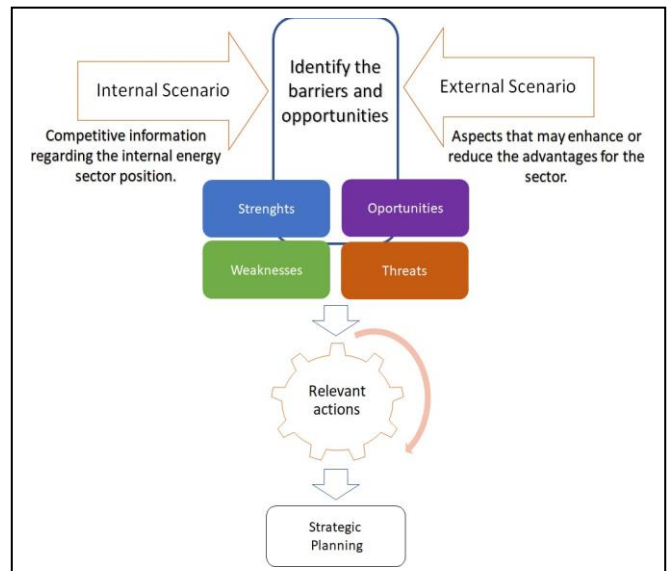 Internal Scenario
Competitive information
regarding the internal energy
sector position.
Identify the
barriers and
opportunities
External Scenario
Aspects that may enhance or
reduce the advantages for the
sector.
Strenghts
Oportunities
Weaknesses
Threats
Relevant
actions
Strategic
Planning